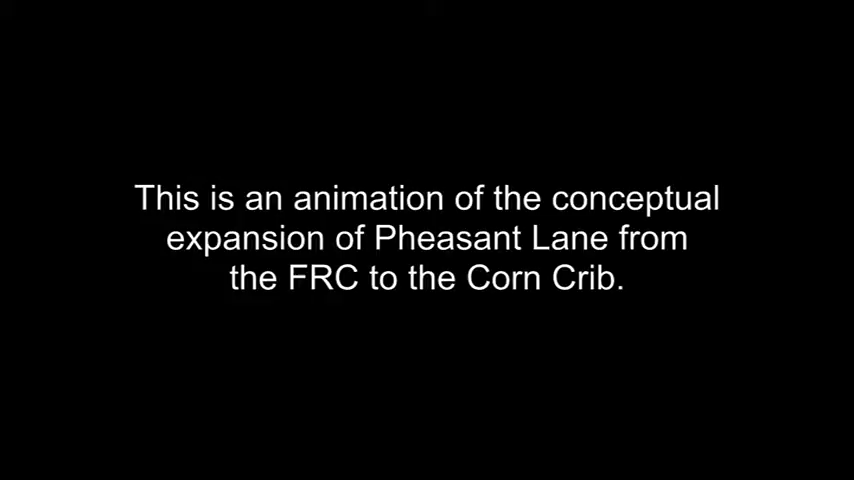 This is an animation of the conceptual
expansion of Pheasant Lane from
the FRC to the Corn Crib.